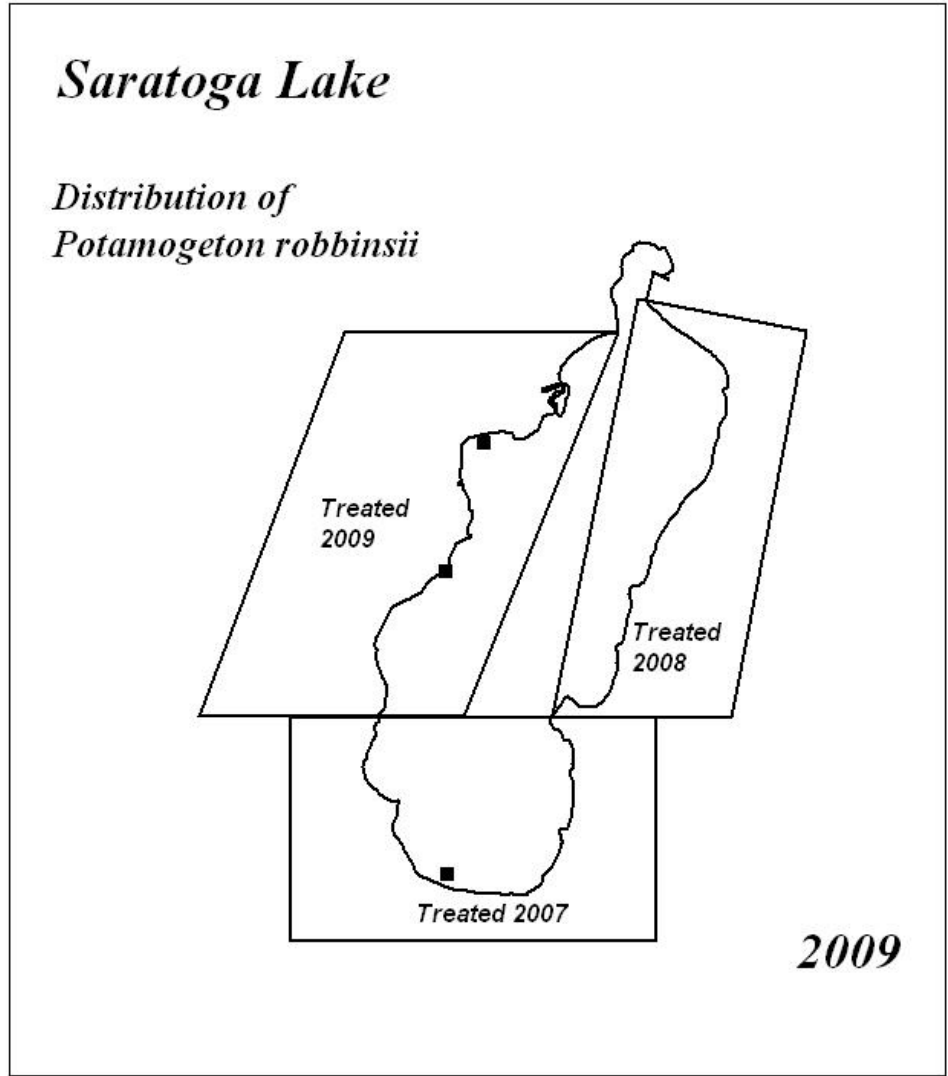 Saratoga Lake
Distribution of
Potamogeton robbinsii
Treated
2009
Treated
2008
Treated 2007
2009